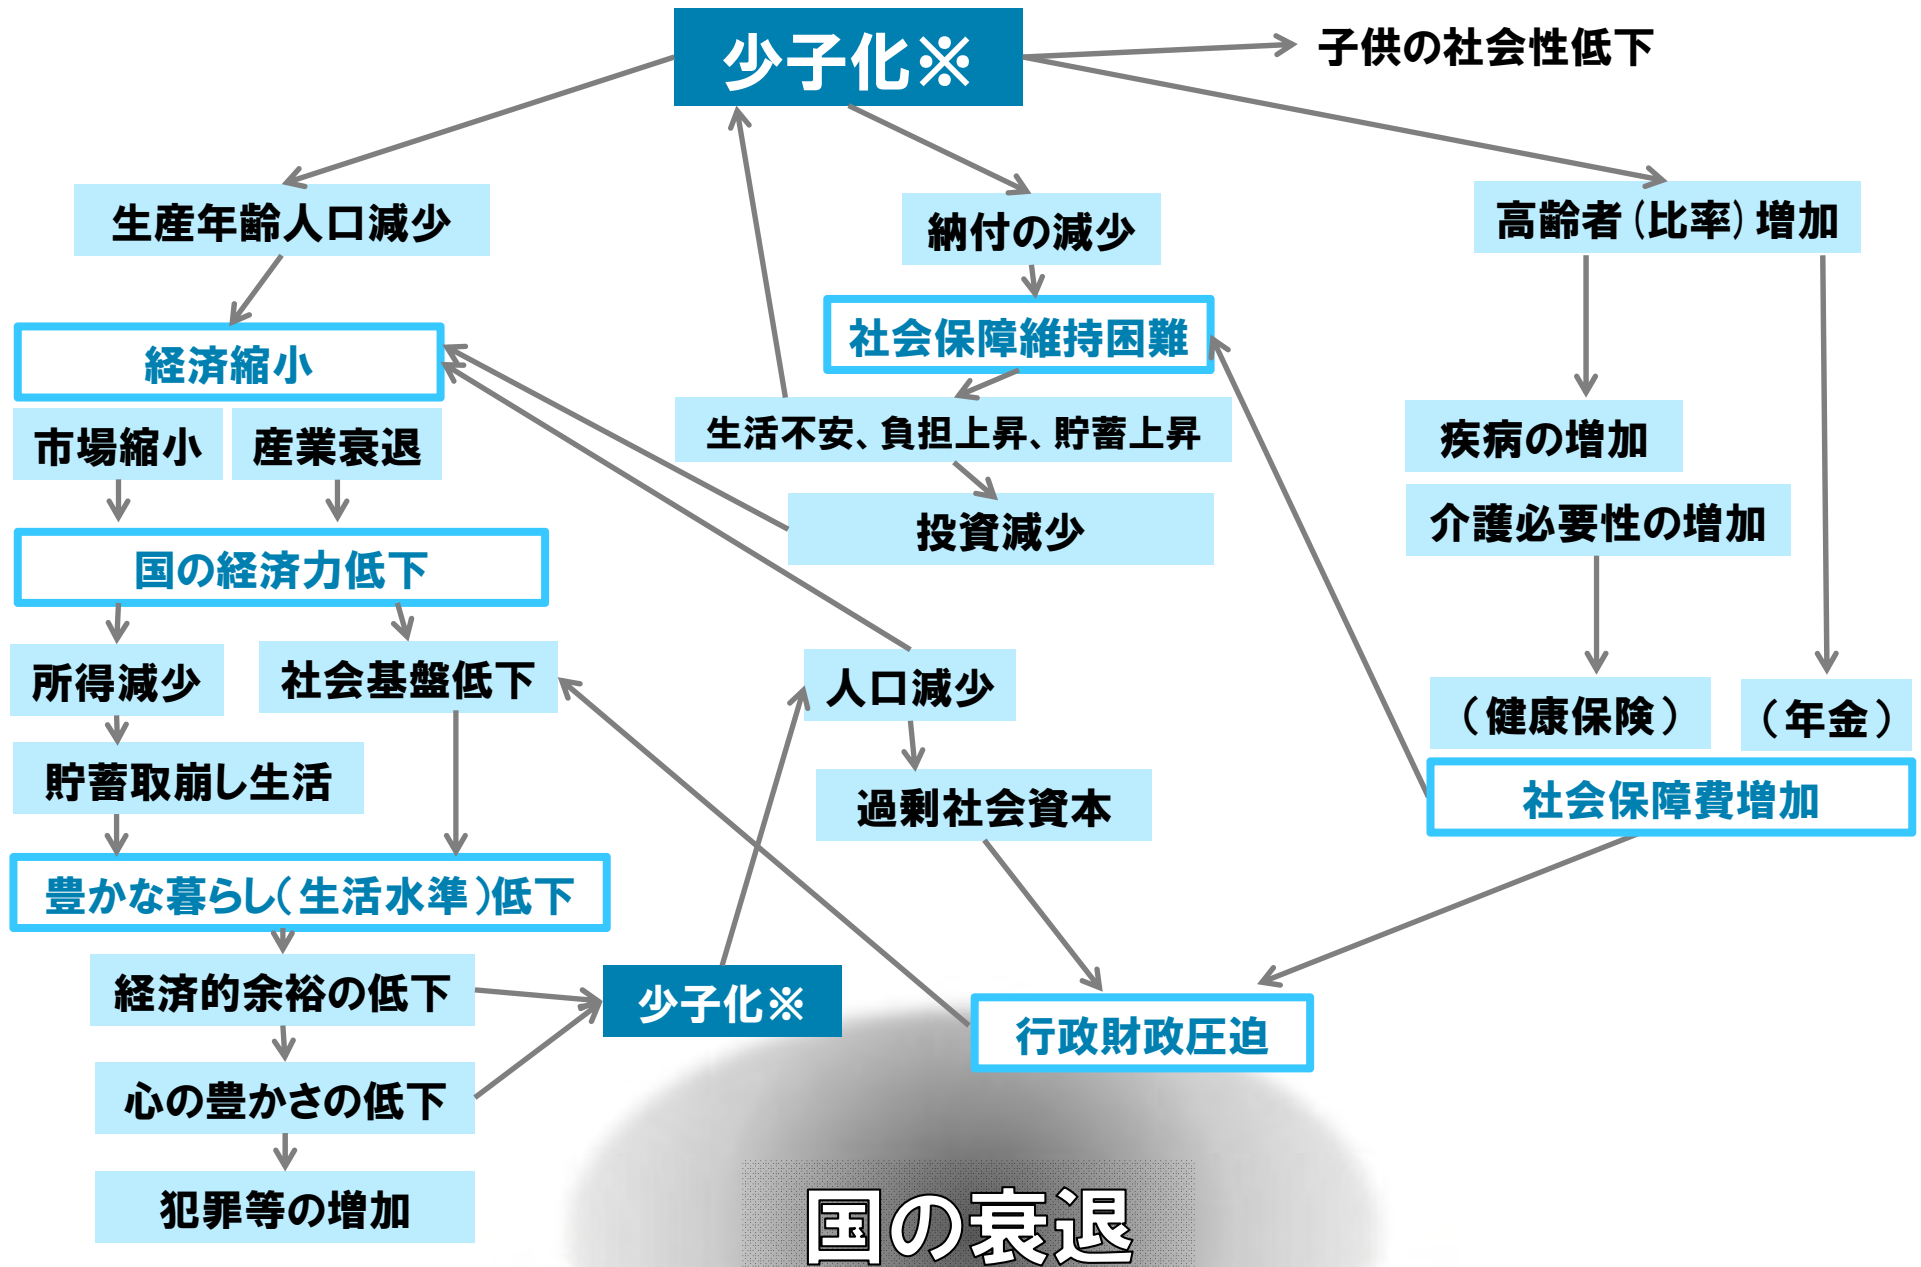 少子化※
子供の社会性低下
生産年齢人口減少
納付の減少
高齢者(比率)増加
経済縮小
社会保障維持困難
市場縮小
産業衰退
生活不安、負担上昇、貯蓄上昇
疾病の増加
投資減少
介護必要性の増加
国の経済力低下
所得減少
社会基盤低下
人口減少
(健康保険)
(年金)
貯蓄取崩し生活
過剰社会資本
社会保障費増加
豊かな暮らし(生活水準)低下
経済的余裕の低下
少子化※
行政財政圧迫
心の豊かさの低下
犯罪等の増加
国の衰退